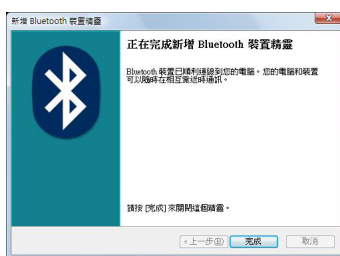 新增 Bluetooth 裝置精靈
正在完成新增 Bluetooth 裝置精靈
Bluetooth 裝置已順利連線到您的電腦。您的電腦和裝置
可以隨時在相互靠近時通訊。
請按 [完成] 來關閉這個精靈。
<上一步(B) 完成 取消